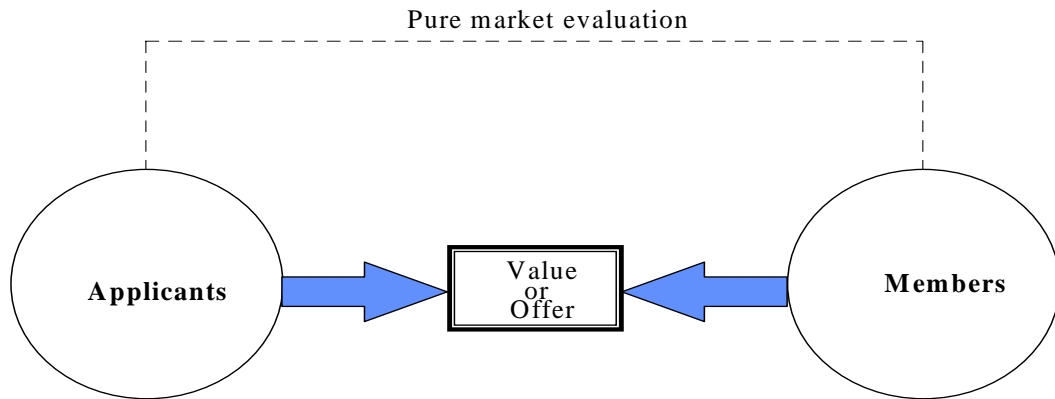 Pure market evaluation
Applicants
Value
or
Offer
Members